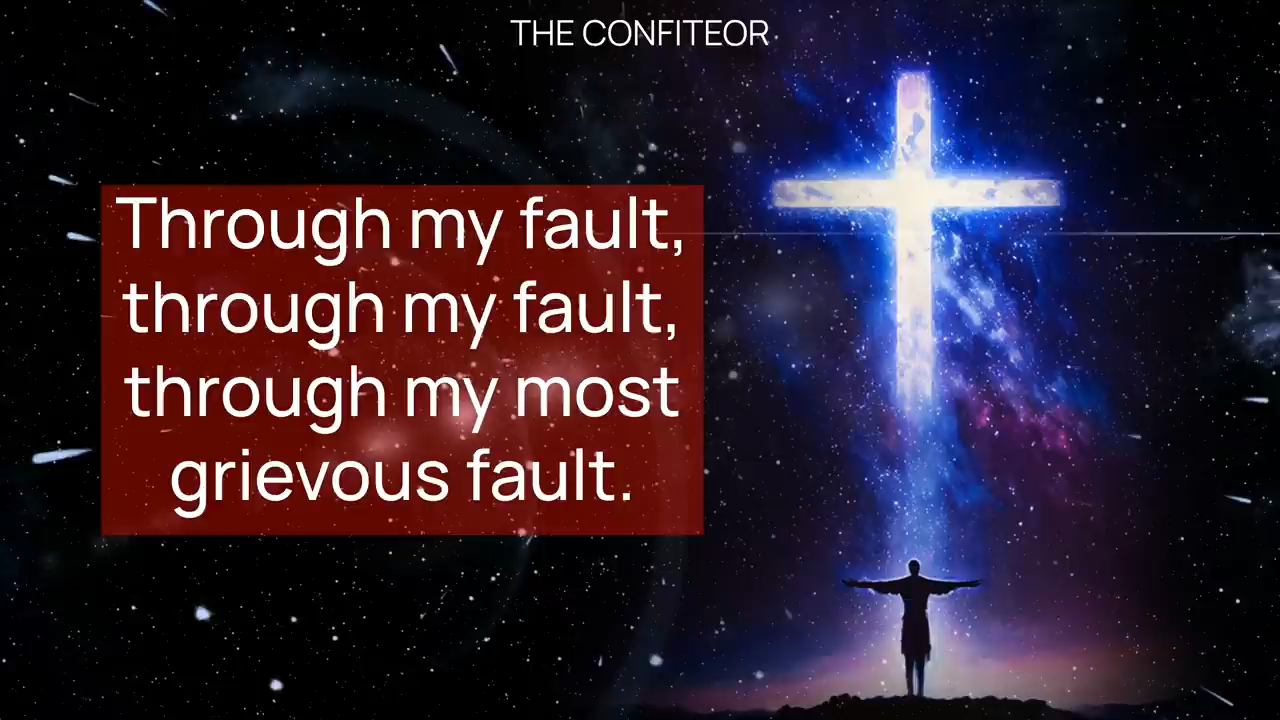 THE CONFITEOR
Through my fault,
through my fault,
through my most
grievous fault.